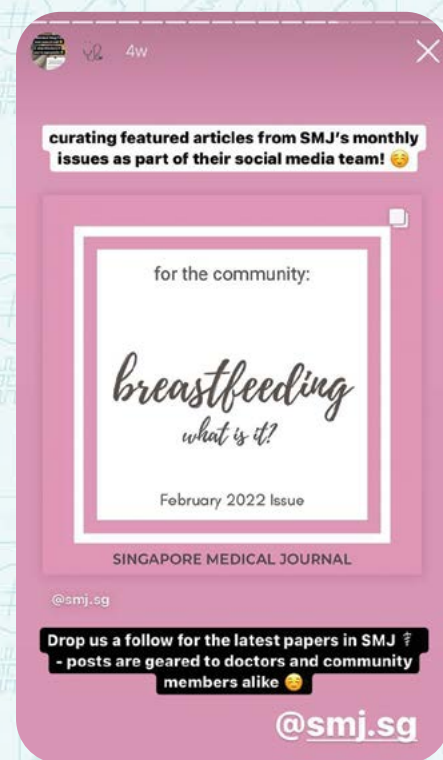 4w
curating featured articles from SMJ's monthly
issues as part of their social media team! ☺️
for the community:
breastfeeding
what is it?
February 2022 Issue
SINGAPORE MEDICAL JOURNAL
@smj.sg
Drop us a follow for the latest papers in SMJ ⚕
- posts are geared to doctors and community
members alike ☺️
@smj.sg